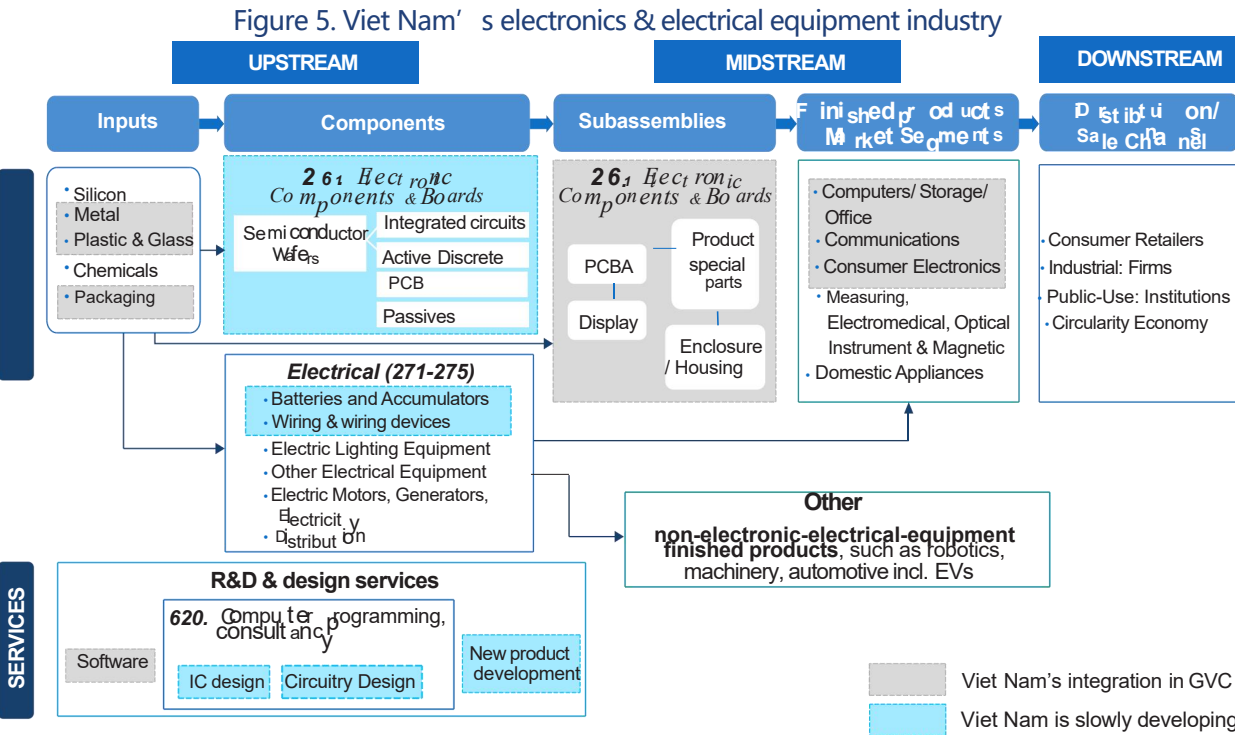 Figure 5. Viet Nam's electronics & electrical equipment industry
UPSTREAM
MIDSTREAM
DOWNSTREAM
Inputs
Components
Subassemblies
Finished products
Market Segments
Distribution/
Sale Channels
Silicon
Metal
Plastic & Glass
Chemicals
Packaging
261. Electronic
Components & Boards
Semiconductor
Wafers
Integrated circuits
Active Discrete
PCB
Passives
26.1 Electronic
Components & Boards
PCBA
Display
Product
special
parts
Enclosure
/ Housing
• Computers/ Storage/
Office
• Communications
• Consumer Electronics
• Measuring,
Electromedical, Optical
Instrument & Magnetic
• Domestic Appliances
• Consumer Retailers
• Industrial: Firms
• Public-Use: Institutions
• Circularity Economy
Electrical (271-275)
• Batteries and Accumulators
• Wiring & wiring devices
• Electric Lighting Equipment
• Other Electrical Equipment
• Electric Motors, Generators,
Electricity
• Distribution
Other
non-electronic-electrical-equipment
finished products, such as robotics,
machinery, automotive incl. EVs
SERVICES
R&D & design services
Software
620. Computer programming,
consultancy
IC design
Circuitry Design
New product
development
Viet Nam's integration in GVC
Viet Nam is slowly developing